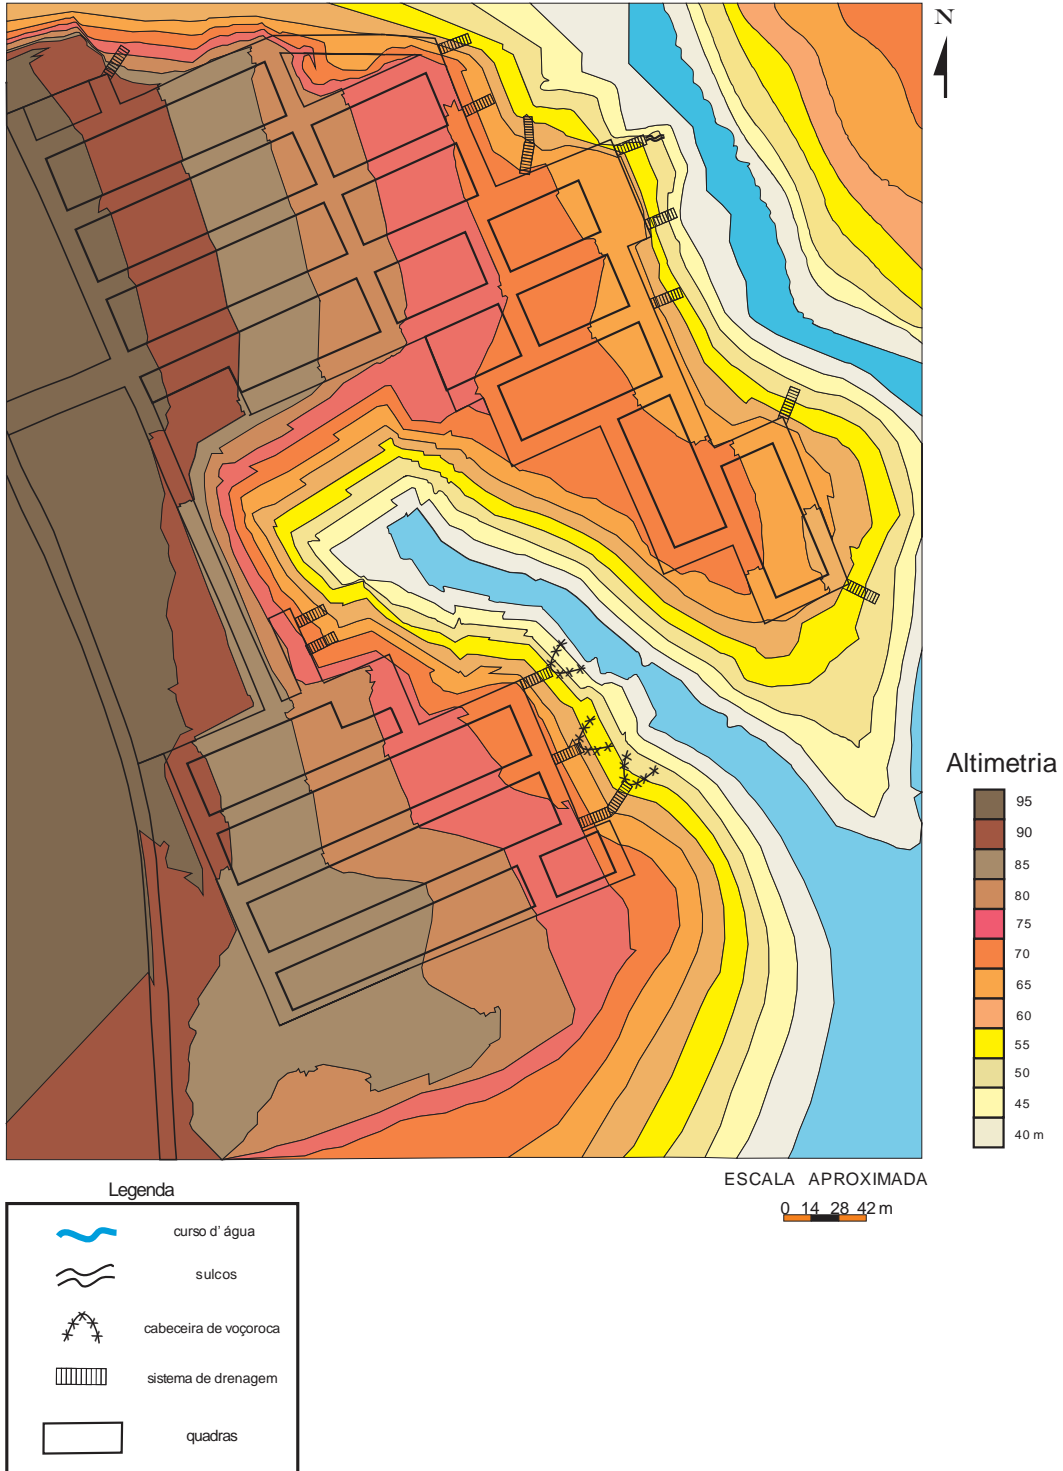 N
Altimetria
95
90
85
80
75
70
65
60
55
50
45
40 m
ESCALA APROXIMADA
0 14 28 42 m
Legenda
curso d' água
sulcos
cabeceira de voçoroca
sistema de drenagem
quadras